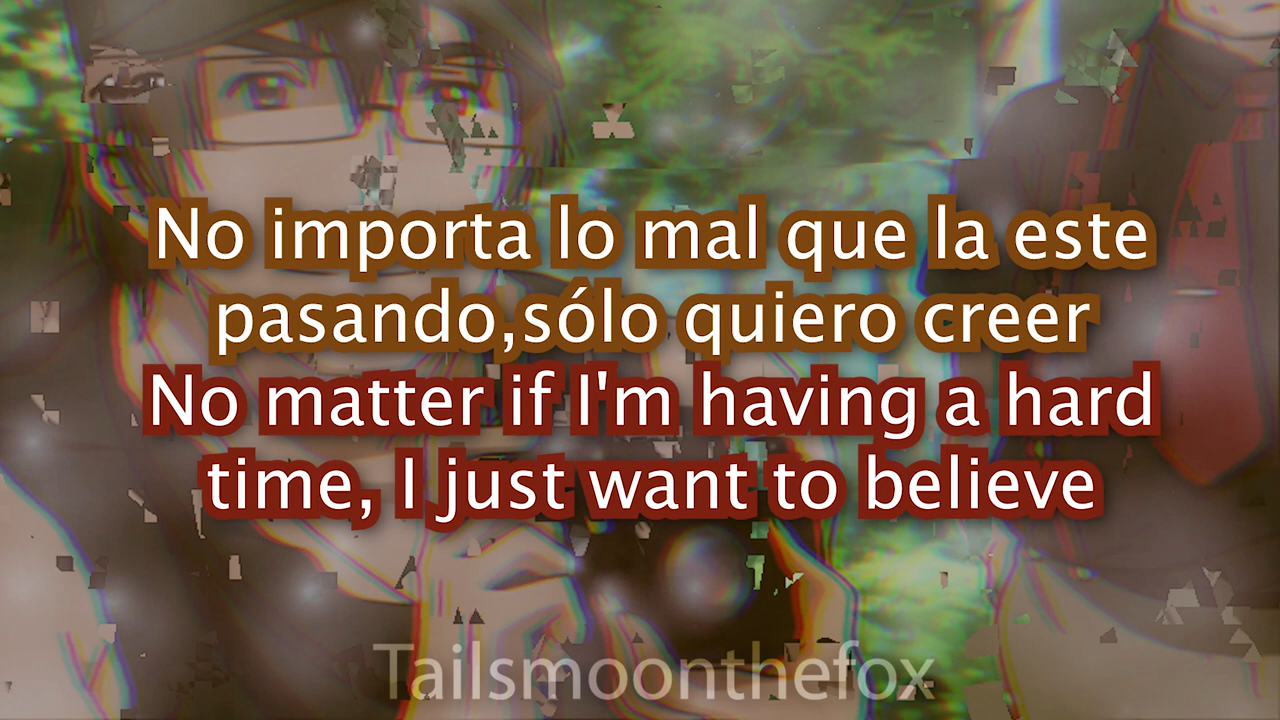 No importa lo mal que la este
pasando,sólo quiero creer
No matter if I'm having a hard
time, I just want to believe
Tailsmoonthefox